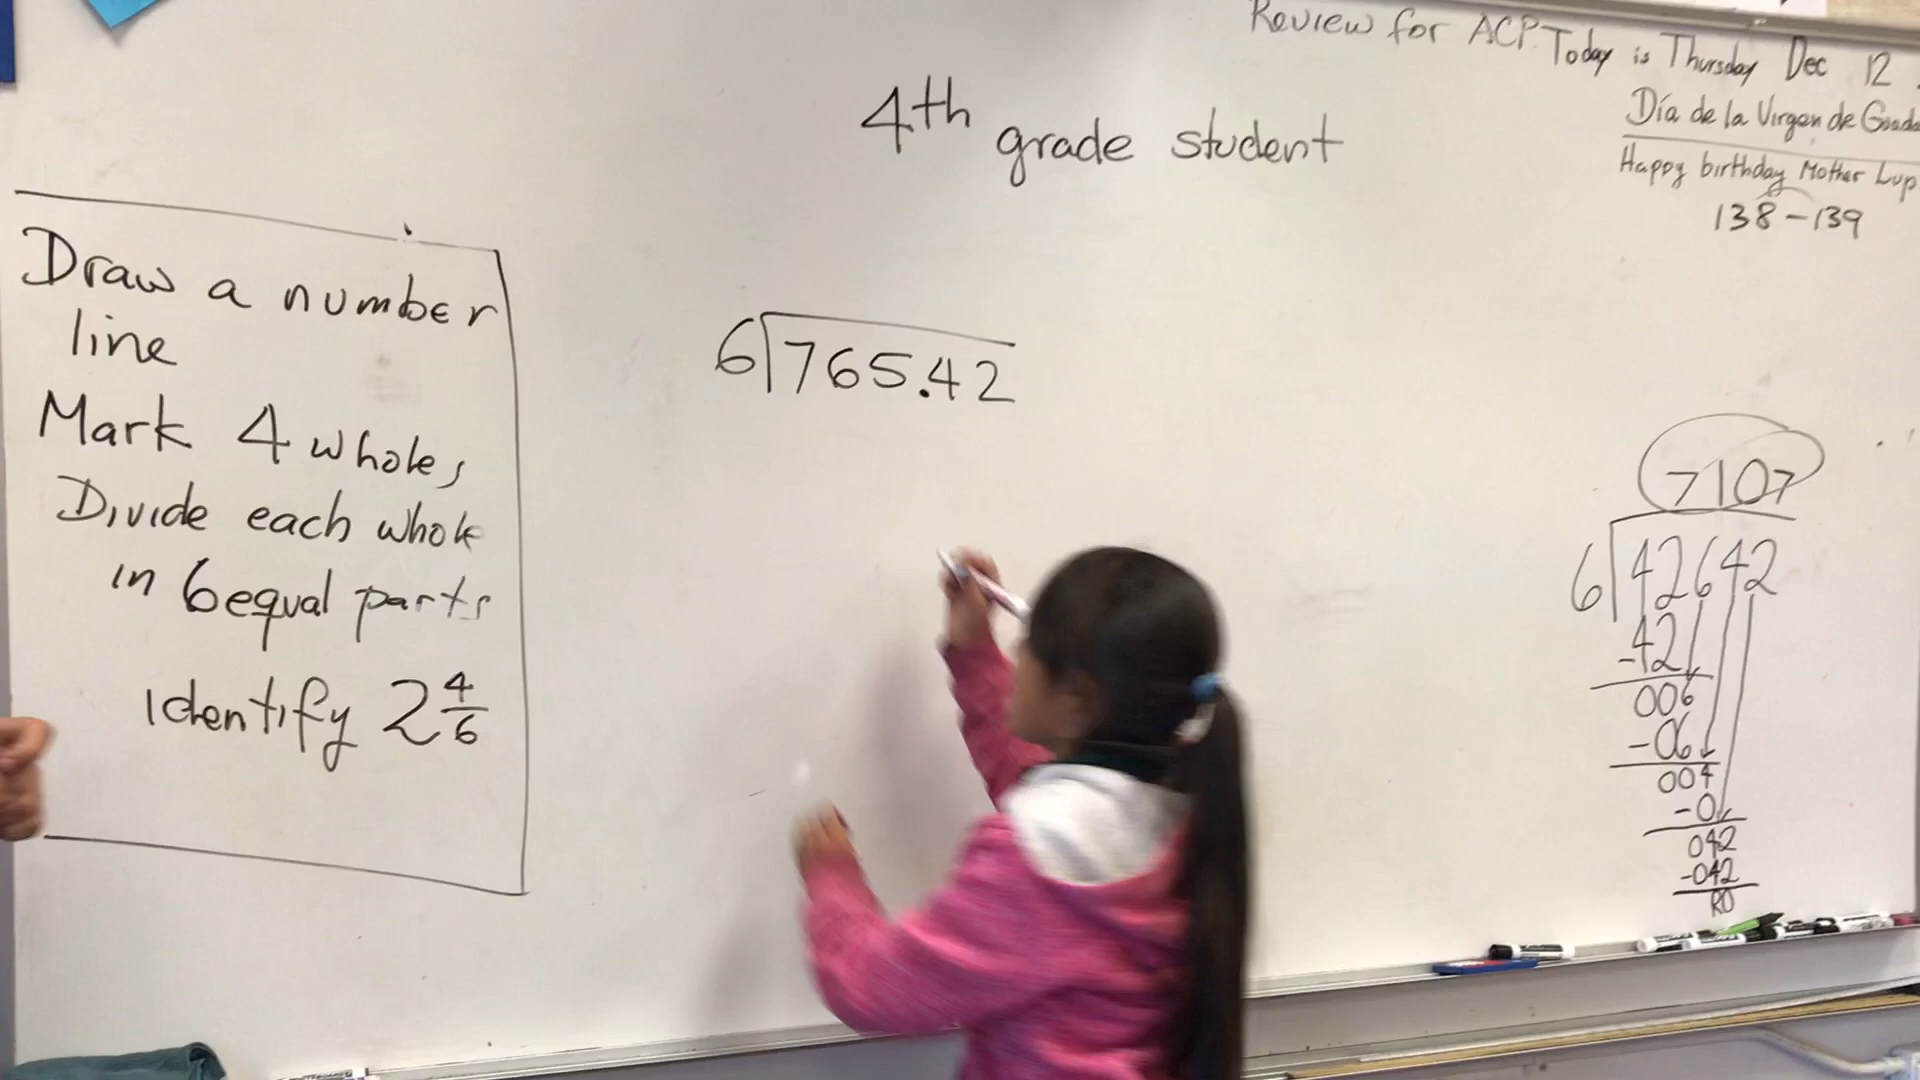 Review for ACP. Today is Thursday Dec 12
Día de la Virgen de
Happy birthday Mother
138-139
4th grade student
Draw a number
line
Mark 4 wholes
Divide each whole
in 6 equal parts
identify 2 4/6
6)765.42
7107
6)42642
-42
006
-06
004
-0
042
-042
R0